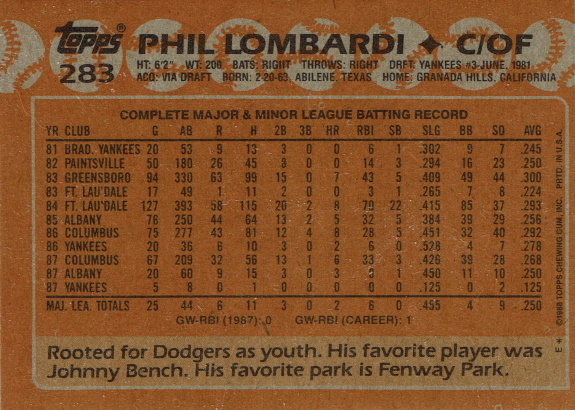 topps® PHIL LOMBARDI ✦ C/OF
283 HT: 6'2" WT: 200 BATS: RIGHT THROWS: RIGHT DRFT: YANKEES #3-JUNE, 1981
ACQ: VIA DRAFT BORN: 2-20-63, ABILENE, TEXAS HOME: GRANADA HILLS, CALIFORNIA
COMPLETE MAJOR & MINOR LEAGUE BATTING RECORD
YR CLUB G AB R H 2B 3B HR RBI SB SLG BB SO AVG
81 BRAD. YANKEES 20 53 9 13 3 0 0 6 1 .302 9 7 .245
82 PAINTSVILLE 50 180 26 45 8 0 0 14 3 .294 16 23 .250
83 GREENSBORO 94 330 63 99 15 0 7 43 5 .409 49 44 .300
83 FT. LAU'DALE 17 49 1 11 2 0 0 3 1 .265 7 8 .224
84 FT. LAU'DALE 127 393 58 115 20 2 8 79 22 .415 85 37 .293
85 ALBANY 76 250 44 64 13 2 5 32 5 .384 39 29 .256
86 COLUMBUS 75 277 43 81 12 4 8 28 5 .451 32 40 .292
86 YANKEES 20 36 6 10 3 0 2 6 0 .528 4 7 .278
87 COLUMBUS 67 209 32 56 13 1 6 33 3 .426 39 28 .268
87 ALBANY 20 60 9 15 3 0 3 1 .450 11 10 .250
87 YANKEES 5 8 0 1 0 0 0 0 0 .125 0 2 .125
MAJ. LEA. TOTALS 25 44 6 11 3 0 2 6 0 .455 4 9 .250
GW-RBI (1987): 0 GW-RBI (CAREER): 1
Rooted for Dodgers as youth. His favorite player was
Johnny Bench. His favorite park is Fenway Park.
E * ©1988 TOPPS CHEWING GUM, INC. PRTD. IN U.S.A.